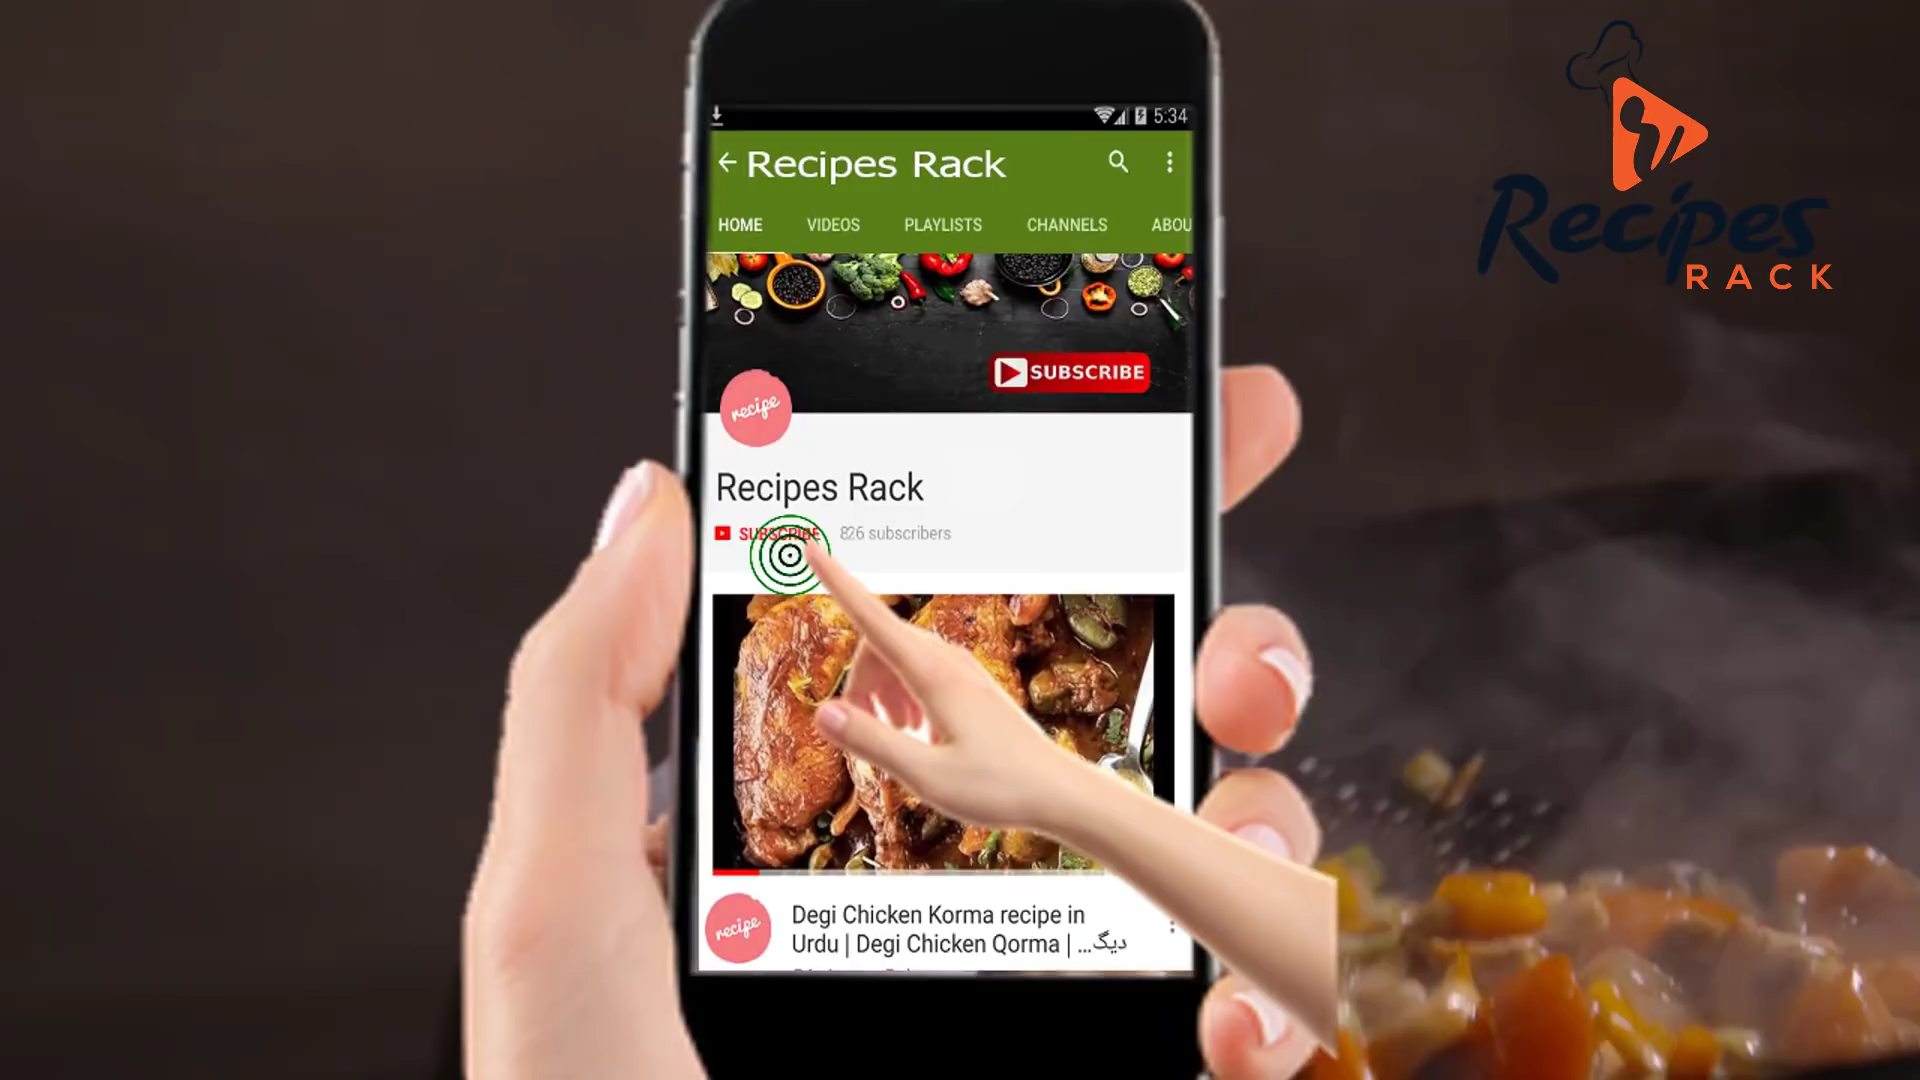 5:34
Recipes Rack
HOME VIDEOS PLAYLISTS CHANNELS ABOU
SUBSCRIBE
recipe
Recipes Rack
SUBSCRIBE 826 subscribers
recipe
Degi Chicken Korma recipe in
Urdu | Degi Chicken Qorma | ...دیگ
Recipes
RACK